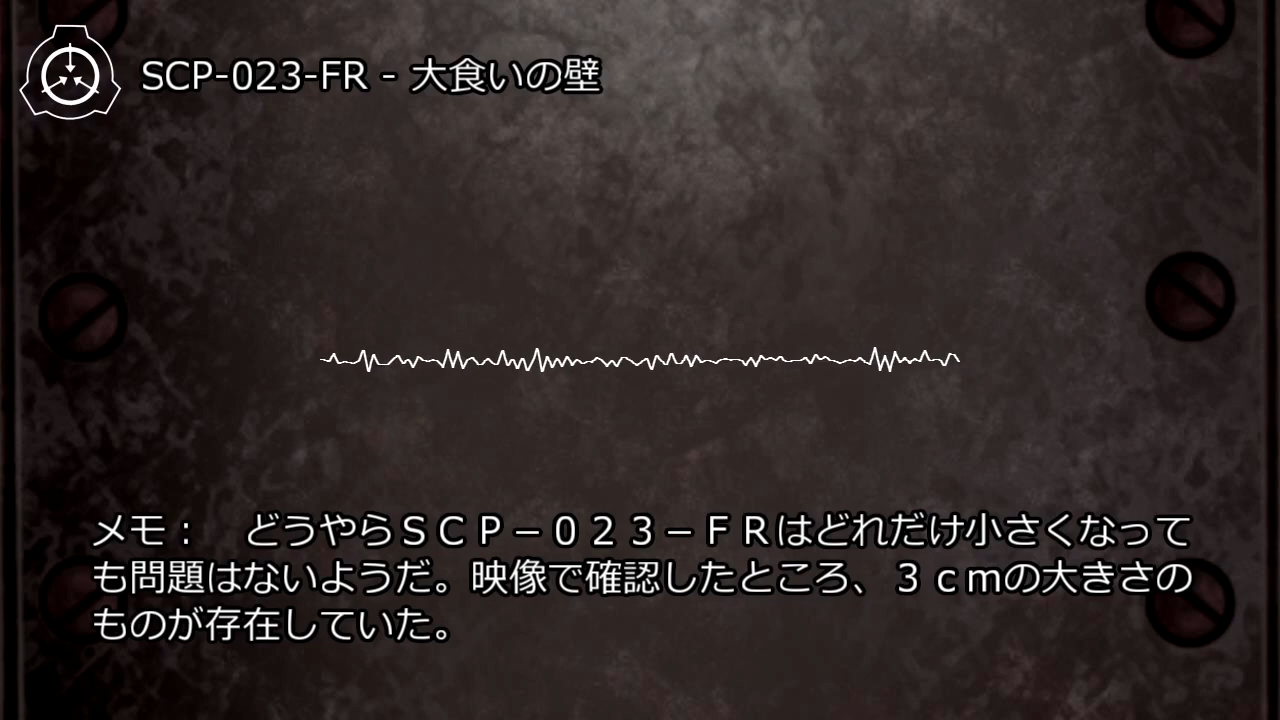 SCP-023-FR - 大食いの壁
メモ：　どうやらＳＣＰ－０２３－ＦＲはどれだけ小さくなって
も問題はないようだ。映像で確認したところ、３ｃｍの大きさの
ものが存在していた。